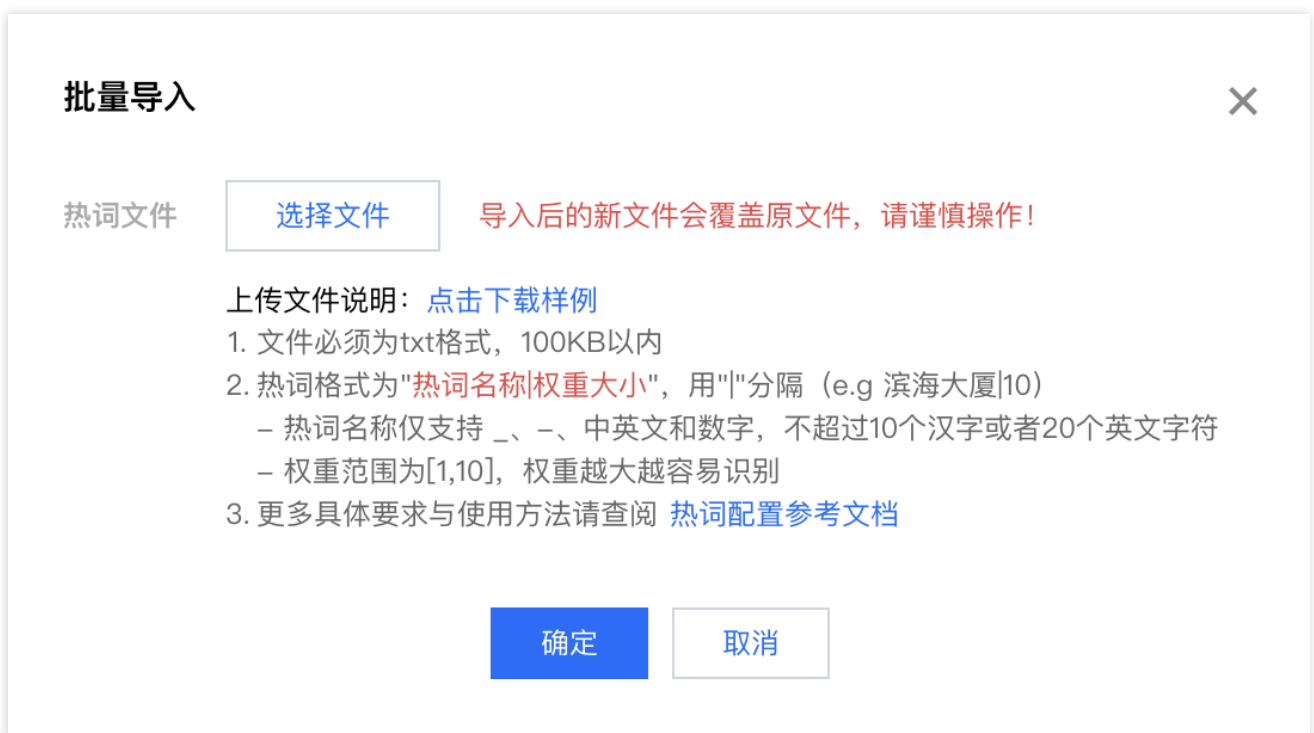 批量导入
热词文件 选择文件 导入后的新文件会覆盖原文件，请谨慎操作！
上传文件说明：点击下载样例
1. 文件必须为txt格式，100KB以内
2. 热词格式为"热词名称|权重大小"，用"|"分隔（e.g 滨海大厦|10）
– 热词名称仅支持 _、–、中英文和数字，不超过10个汉字或者20个英文字符
– 权重范围为[1,10]，权重越大越容易识别
3. 更多具体要求与使用方法请查阅 热词配置参考文档
确定 取消